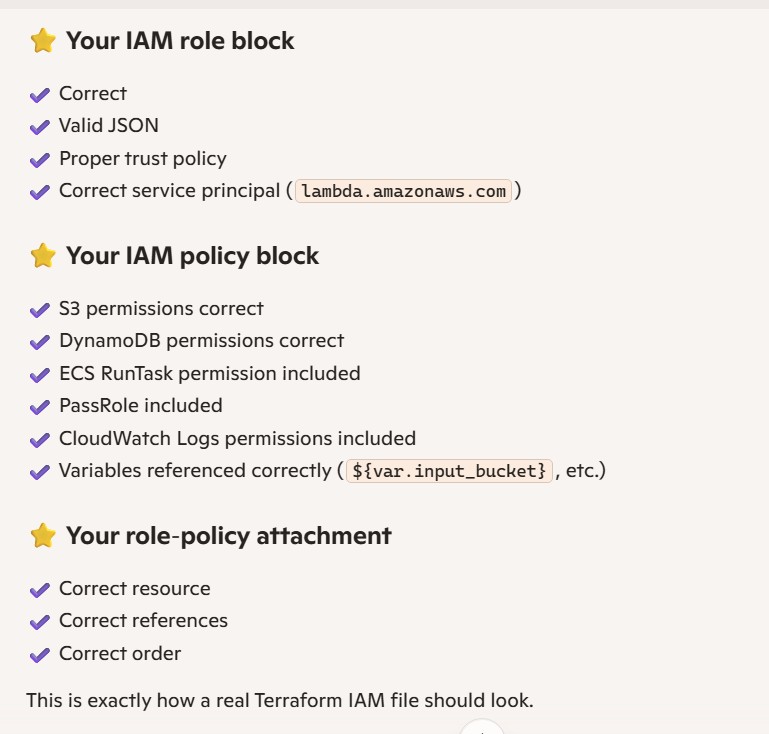 ⭐ Your IAM role block
✔ Correct
✔ Valid JSON
✔ Proper trust policy
✔ Correct service principal (lambda.amazonaws.com)
⭐ Your IAM policy block
✔ S3 permissions correct
✔ DynamoDB permissions correct
✔ ECS RunTask permission included
✔ PassRole included
✔ CloudWatch Logs permissions included
✔ Variables referenced correctly (${var.input_bucket}, etc.)
⭐ Your role-policy attachment
✔ Correct resource
✔ Correct references
✔ Correct order
This is exactly how a real Terraform IAM file should look.